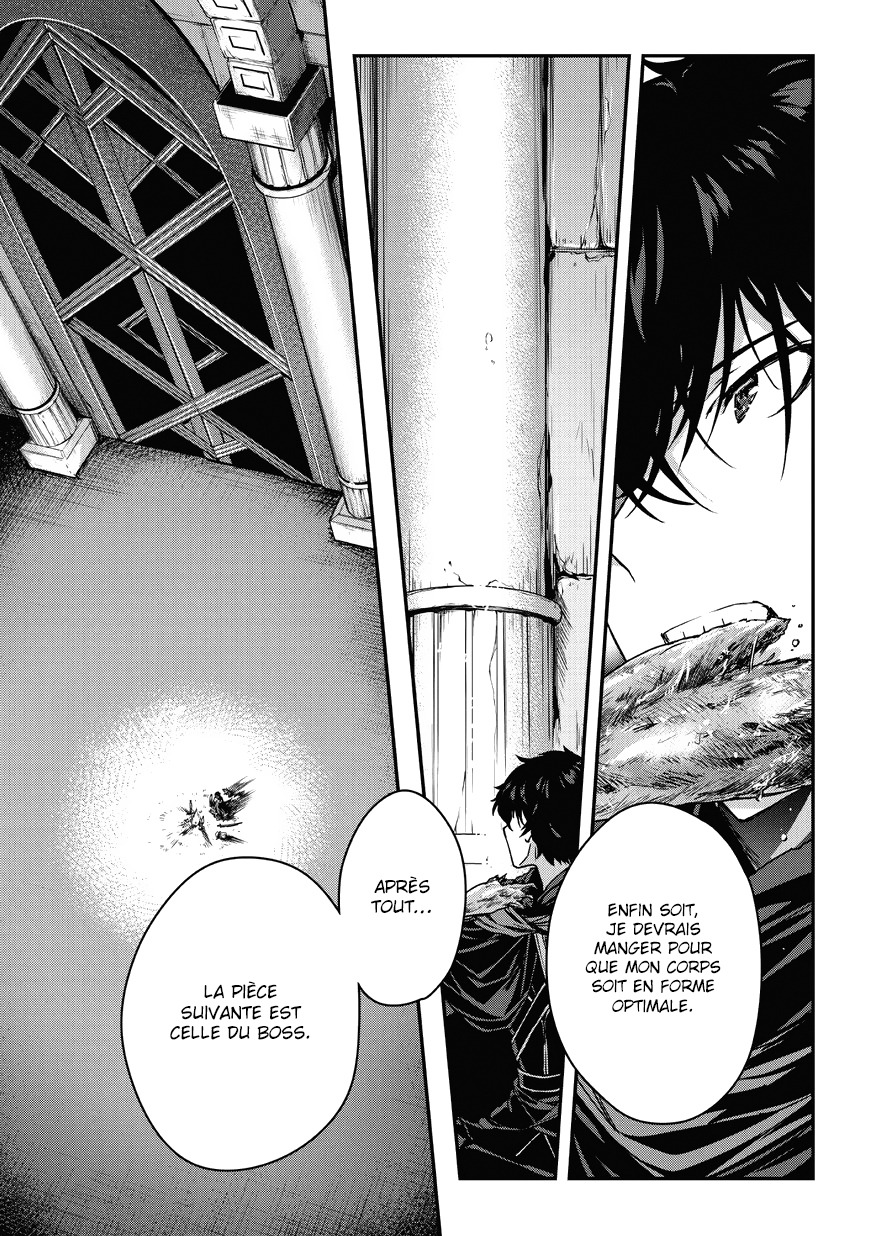 ENFIN SOIT,
JE DEVRAIS
MANGER POUR
QUE MON CORPS
SOIT EN FORME
OPTIMALE.
APRÈS
TOUT...
LA PIÈCE
SUIVANTE EST
CELLE DU BOSS.